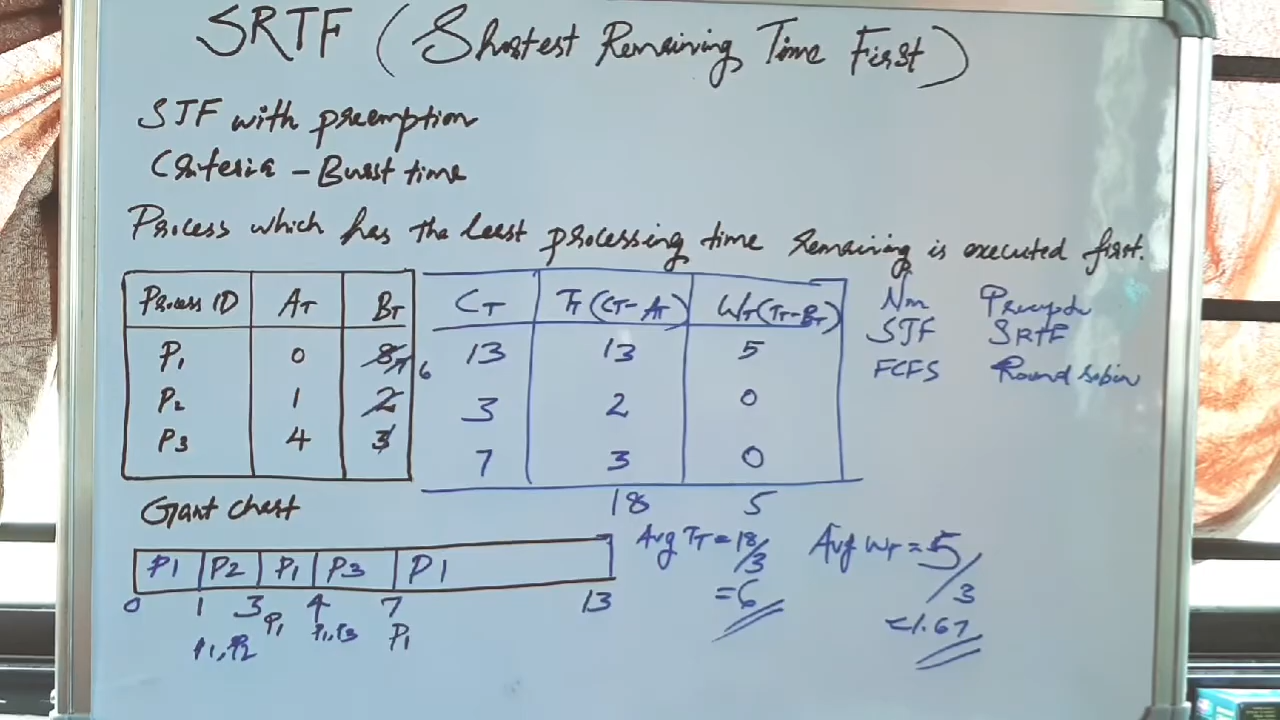 SRTF (Shortest Remaining Time First)
SJF with preemption
Criteria - Burst time
Process which has the least processing time remaining is executed first.
Process ID AT BT CT TT (CT-AT) WT (TT-BT)
P1 0 8 7 6 13 13 5
P2 1 2 3 2 0
P3 4 3 7 3 0
18 5
Nm Preemptn
SJF SRTF
FCFS Round robin
Gant chart
P1 P2 P1 P3 P1
0 1 3 4 7 13
P1,P2 P1 P1,P3 P1
Avg TT = 18/3
= 6
Avg WT = 5/3
= 1.67